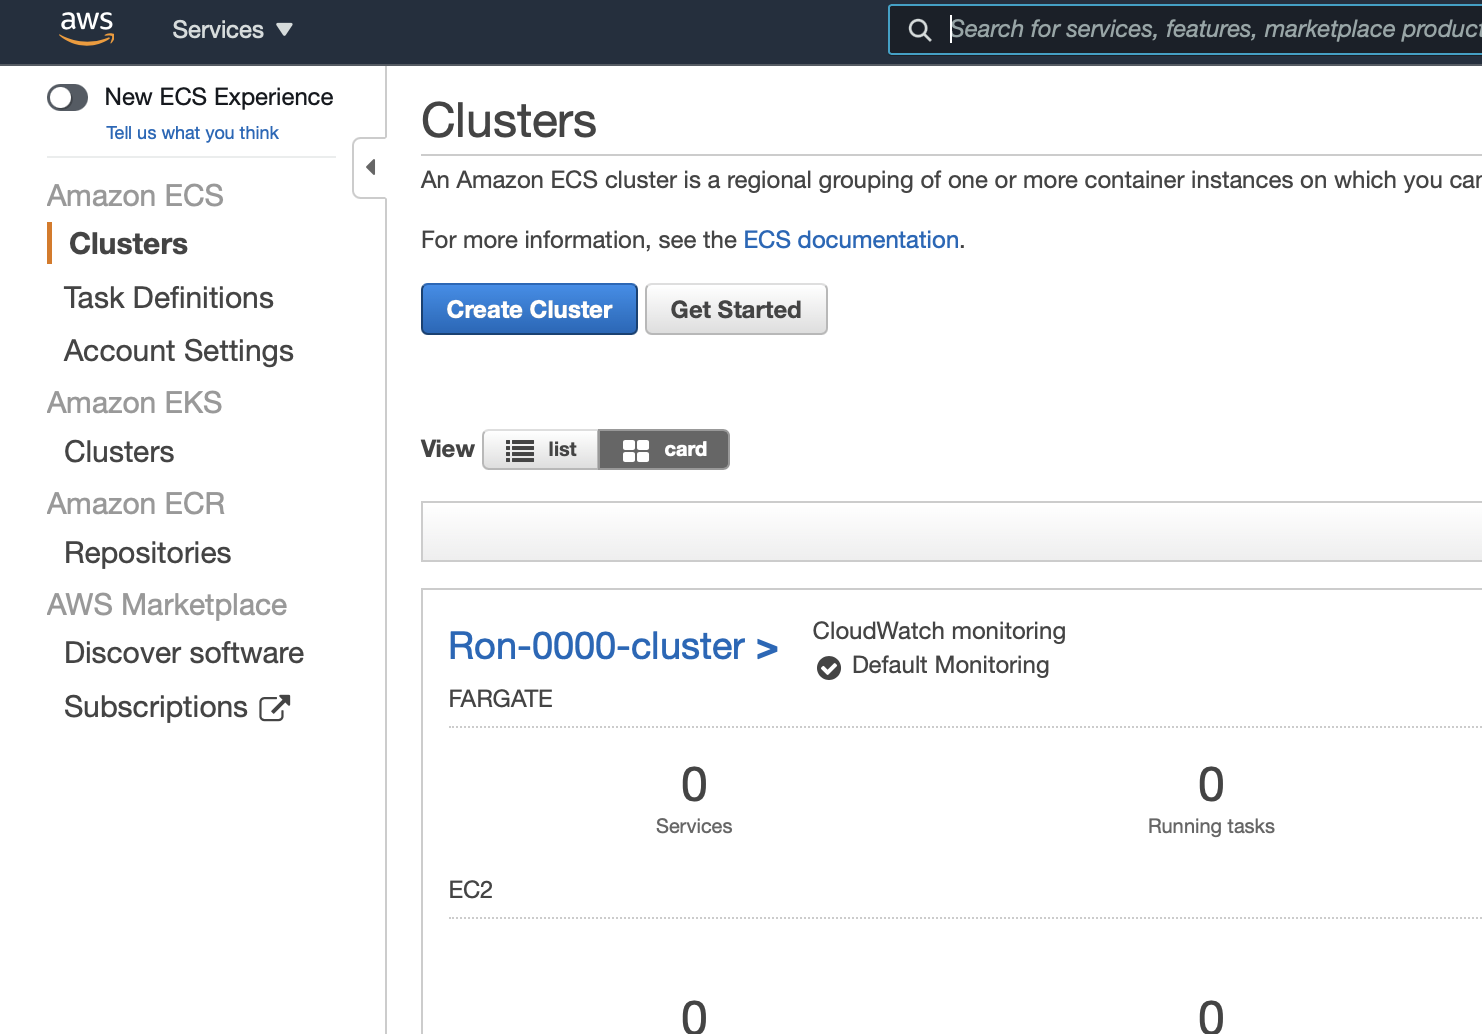 aws
Services
Search for services, features, marketplace product
New ECS Experience
Tell us what you think
Amazon ECS
Clusters
Task Definitions
Account Settings
Amazon EKS
Clusters
Amazon ECR
Repositories
AWS Marketplace
Discover software
Subscriptions
Clusters
An Amazon ECS cluster is a regional grouping of one or more container instances on which you can
For more information, see the ECS documentation.
Create Cluster
Get Started
View list card
Ron-0000-cluster >
CloudWatch monitoring
Default Monitoring
FARGATE
0
Services
0
Running tasks
EC2
0
0